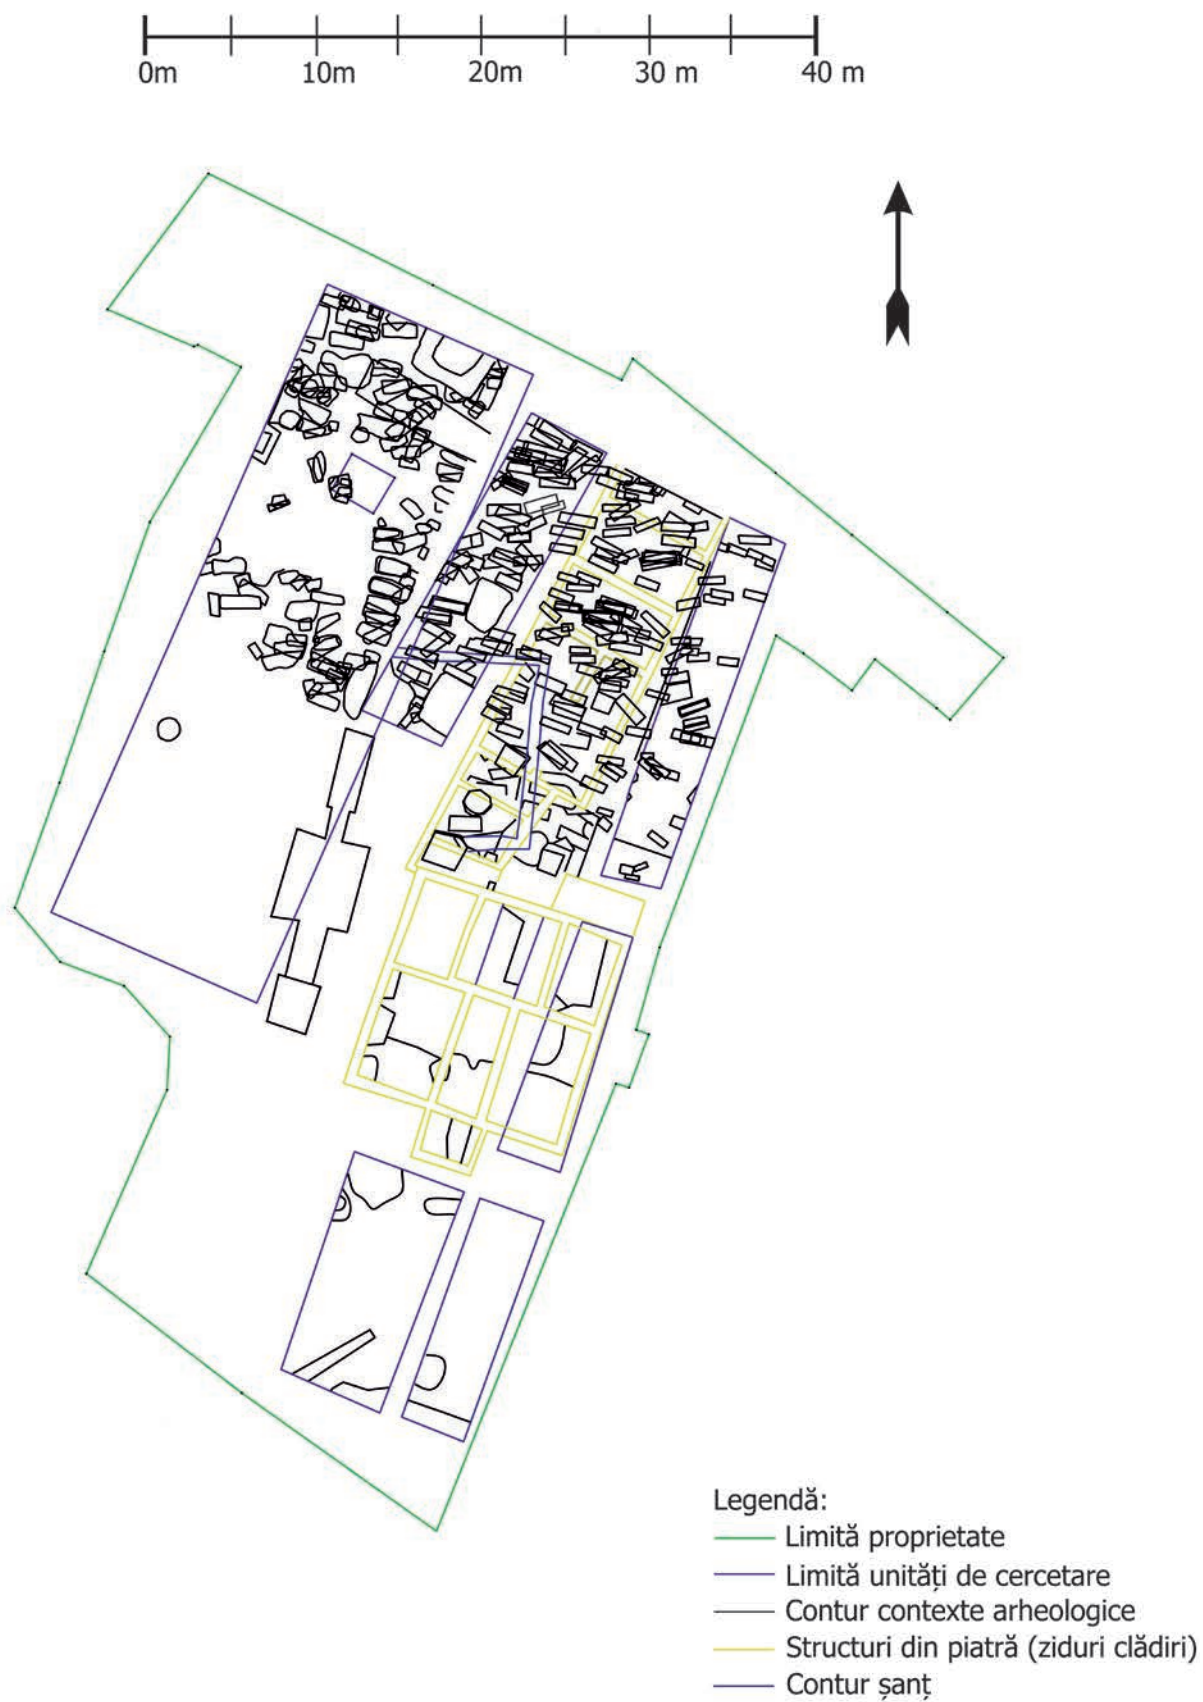 0m 10m 20m 30 m 40 m
Legendă:
Limită proprietate
Limită unități de cercetare
Contur contexte arheologice
Structuri din piatră (ziduri clădiri)
Contur șanț